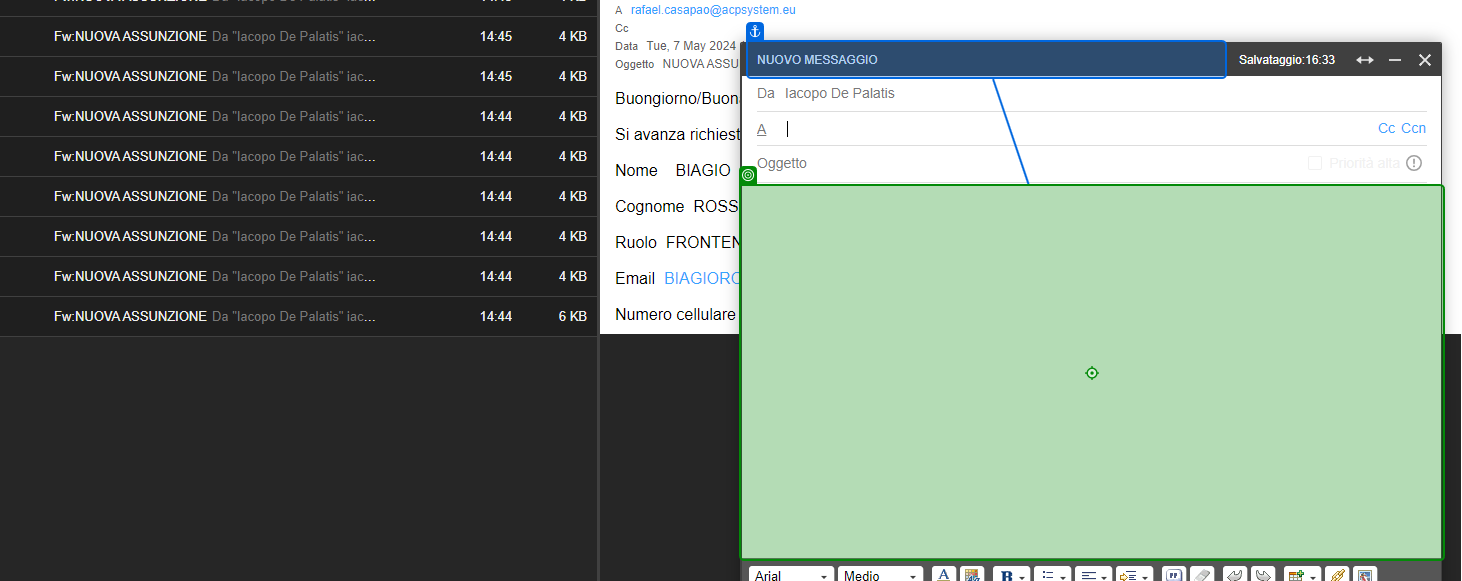 Fw:NUOVA ASSUNZIONE Da "Iacopo De Palatis" iac... 14:45 4 KB
Fw:NUOVA ASSUNZIONE Da "Iacopo De Palatis" iac... 14:45 4 KB
Fw:NUOVA ASSUNZIONE Da "Iacopo De Palatis" iac... 14:44 4 KB
Fw:NUOVA ASSUNZIONE Da "Iacopo De Palatis" iac... 14:44 4 KB
Fw:NUOVA ASSUNZIONE Da "Iacopo De Palatis" iac... 14:44 4 KB
Fw:NUOVA ASSUNZIONE Da "Iacopo De Palatis" iac... 14:44 4 KB
Fw:NUOVA ASSUNZIONE Da "Iacopo De Palatis" iac... 14:44 4 KB
Fw:NUOVA ASSUNZIONE Da "Iacopo De Palatis" iac... 14:44 6 KB
A rafael.casapao@acpsystem.eu
Cc
Data Tue, 7 May 2024
Oggetto NUOVA ASSU
Buongiorno/Buona
Si avanza richiest
Nome BIAGIO
Cognome ROSS
Ruolo FRONTEN
Email BIAGIORO
Numero cellulare
NUOVO MESSAGGIO Salvataggio:16:33
Da Iacopo De Palatis
A Cc Ccn
Oggetto Priorità alta
Arial Medio A B